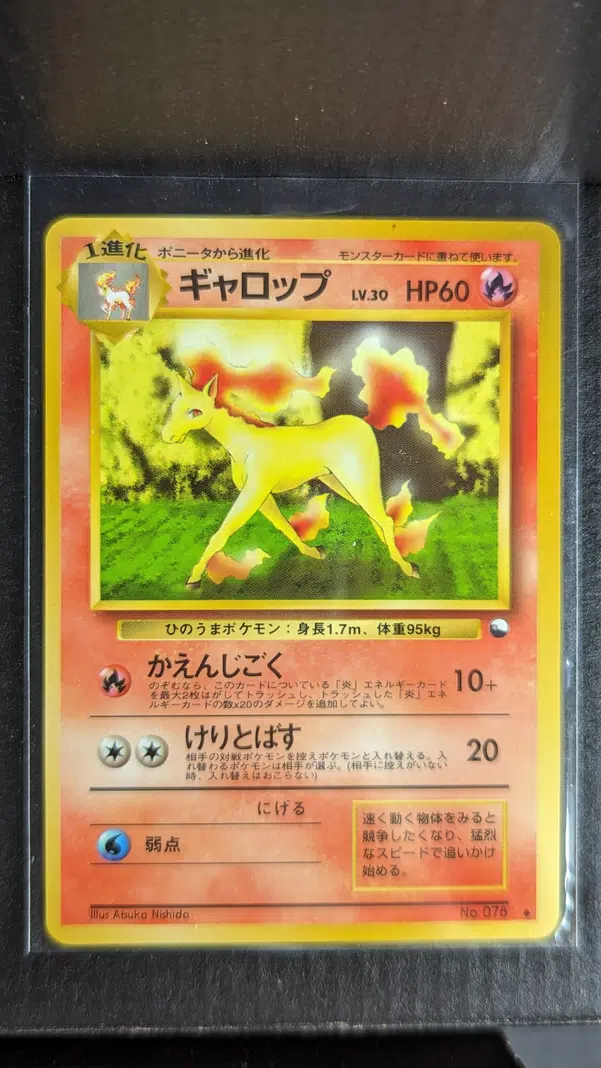 1進化
ポニータから進化
モンスターカードに重ねて使います。
ギャロップ LV.30 HP60
ひのうまポケモン：身長1.7m、体重95kg
かえんじごく 10+
のぞむなら、このカードについている「炎」エネルギーカード
を最大2枚はがしてトラッシュし、トラッシュした「炎」エネ
ルギーカードの数x20のダメージを追加してよい。
けりとばす 20
相手の対戦ポケモンを控えポケモンと入れ替える。入
れ替わるポケモンは相手が選ぶ。(相手に控えがいない
時、入れ替えはおこらない)
にげる
弱点
速く動く物体をみると
競争したくなり、猛烈
なスピードで追いかけ
始める。
Illus Atsuko Nishida
No 078